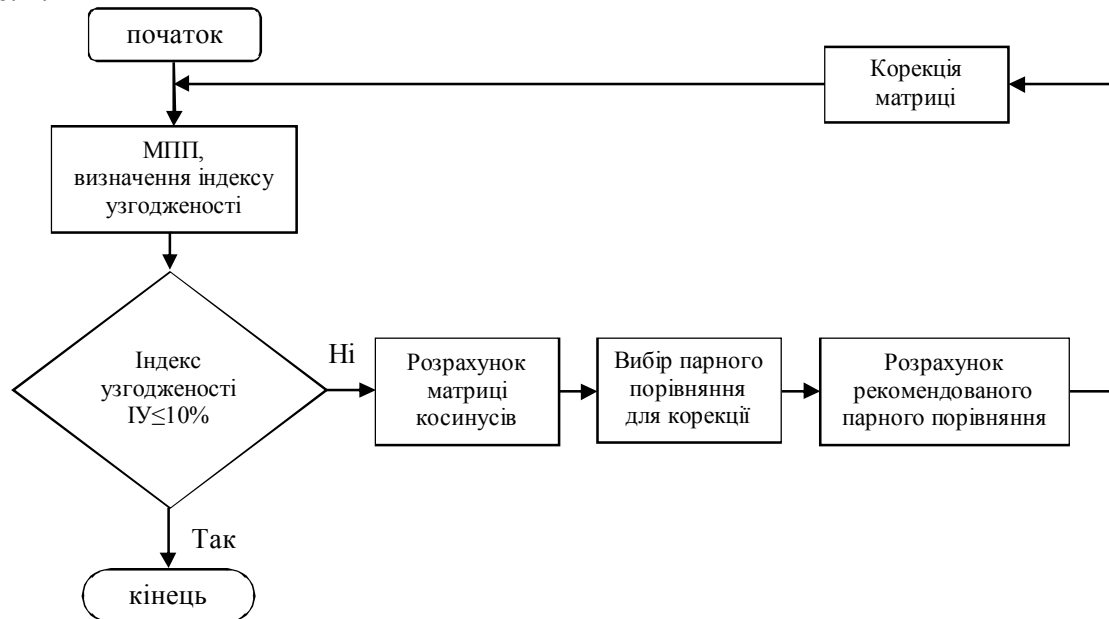 початок
Корекція
матриці
МПП,
визначення індексу
узгодженості
Індекс
узгодженості
ІУ≤10%
Ні
Розрахунок
матриці
косинусів
Вибір парного
порівняння
для корекції
Розрахунок
рекомендованого
парного порівняння
Так
кінець